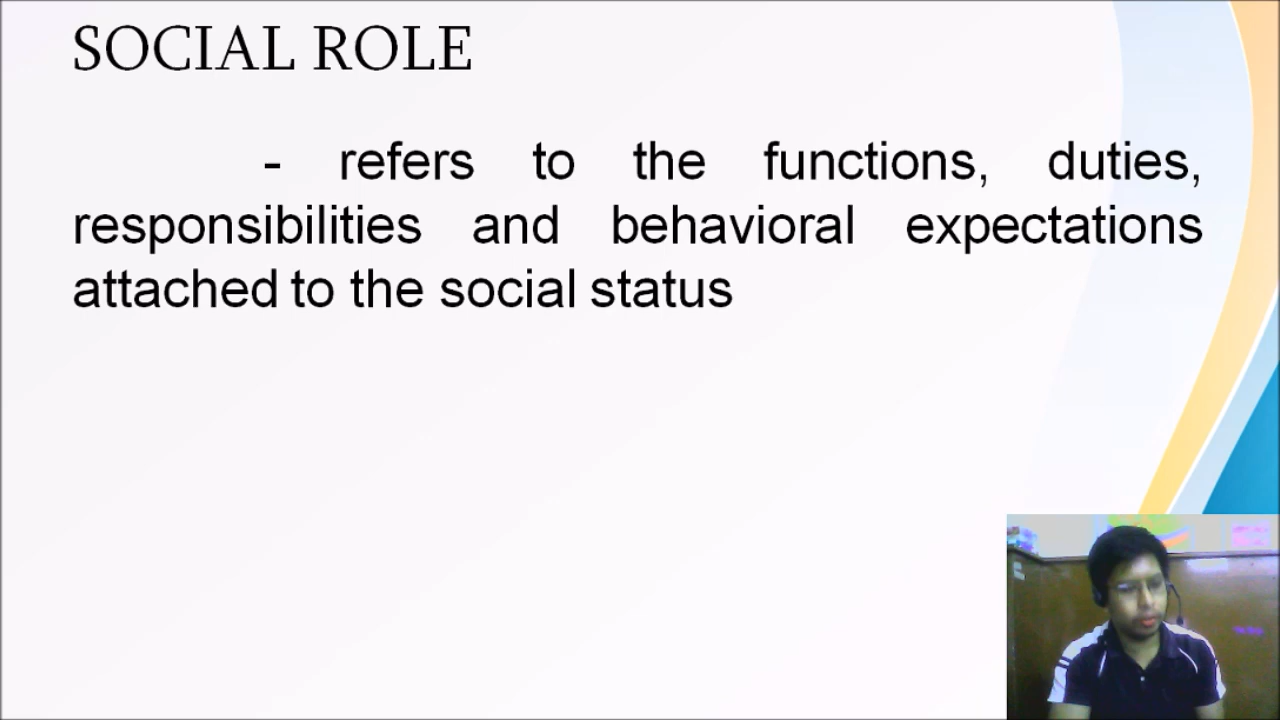 SOCIAL ROLE
- refers to the functions, duties,
responsibilities and behavioral expectations
attached to the social status